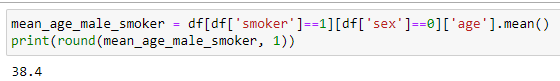 mean_age_male_smoker = df[df['smoker']==1][df['sex']==0]['age'].mean()
print(round(mean_age_male_smoker, 1))
38.4